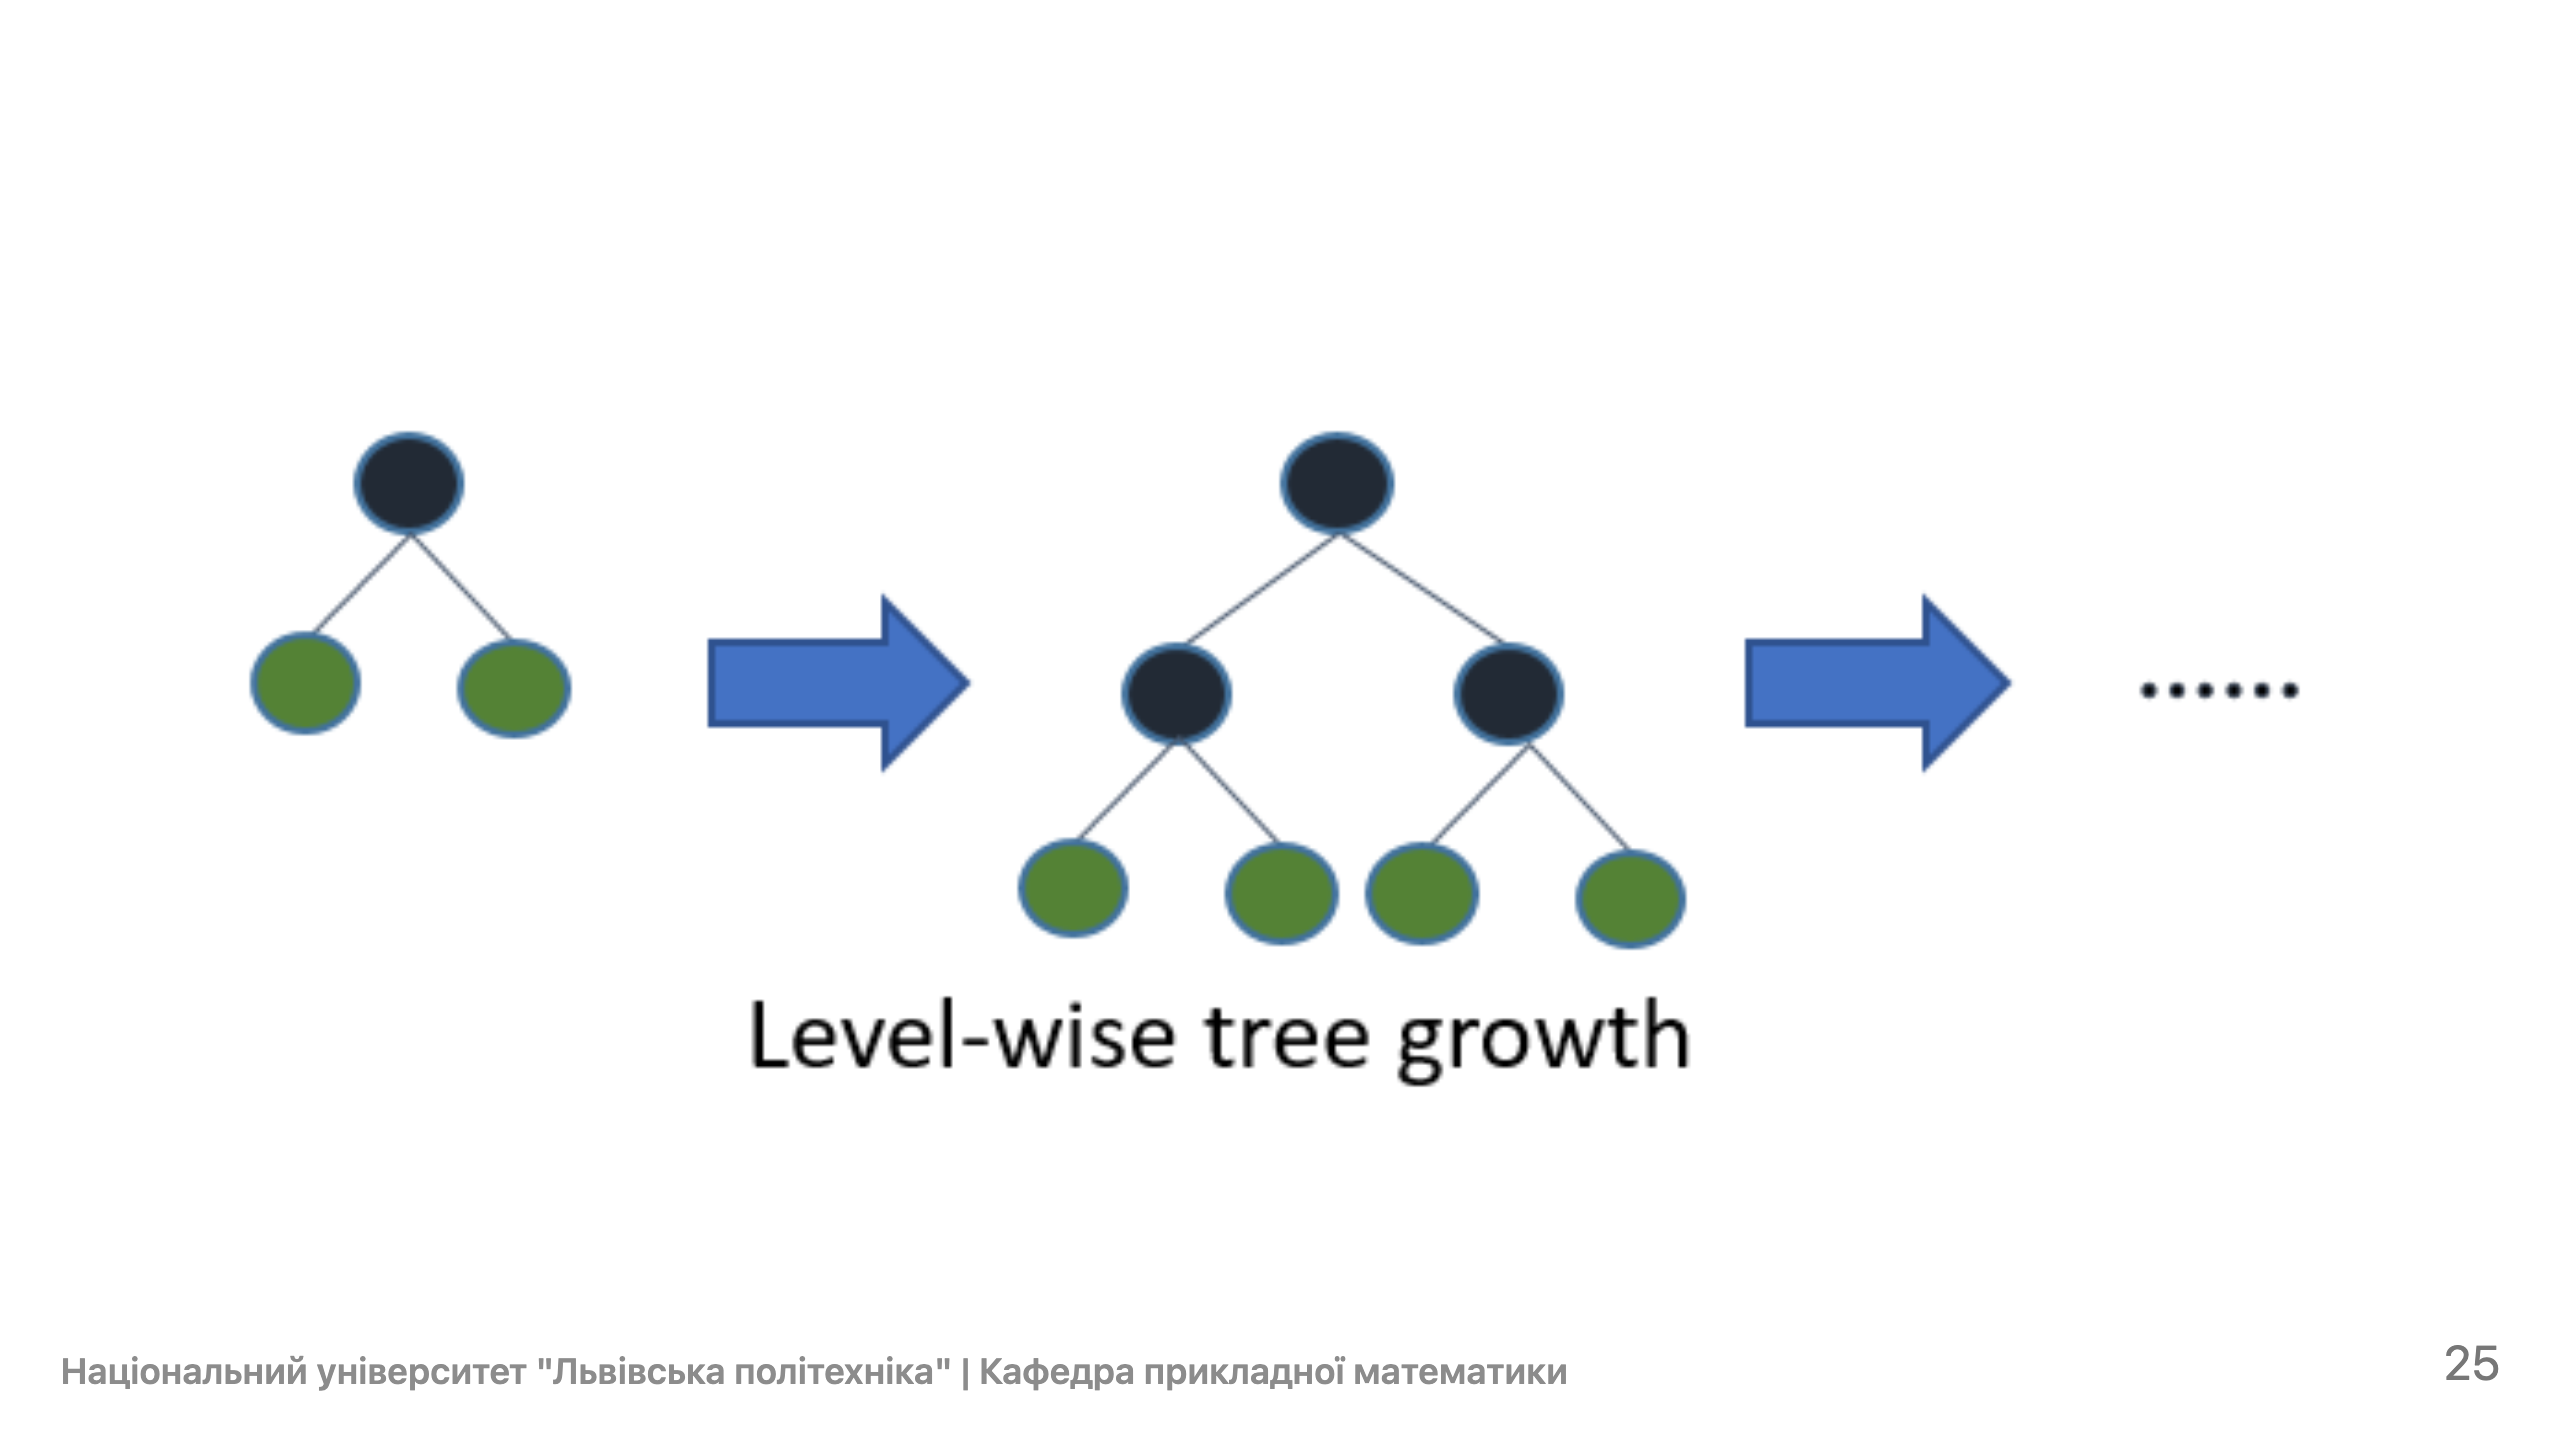 ......
Level-wise tree growth
Національний університет "Львівська політехніка" | Кафедра прикладної математики
25